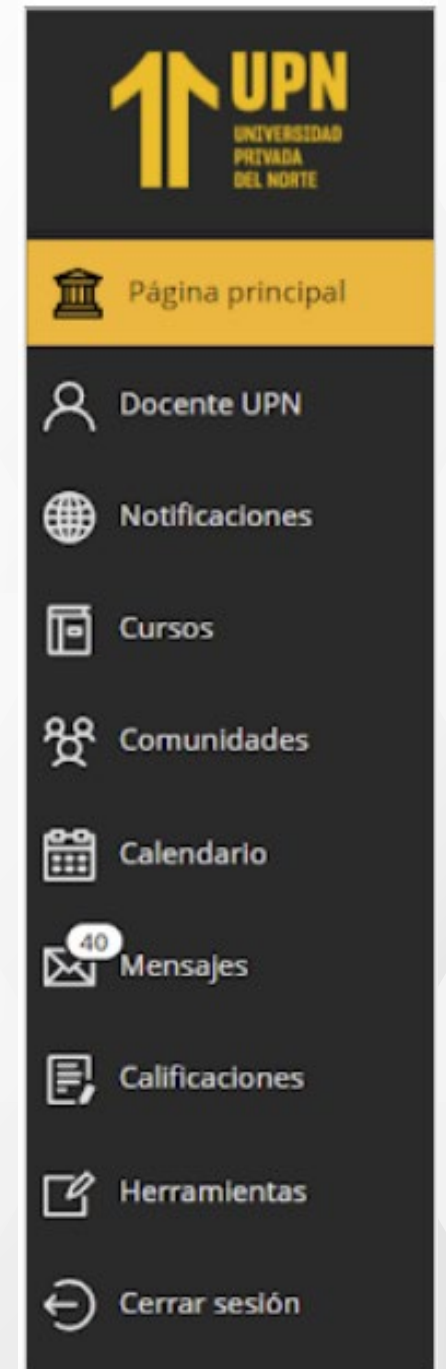 UPN
UNIVERSIDAD
PRIVADA
DEL NORTE
Página principal
Docente UPN
Notificaciones
Cursos
Comunidades
Calendario
40
Mensajes
Calificaciones
Herramientas
Cerrar sesión